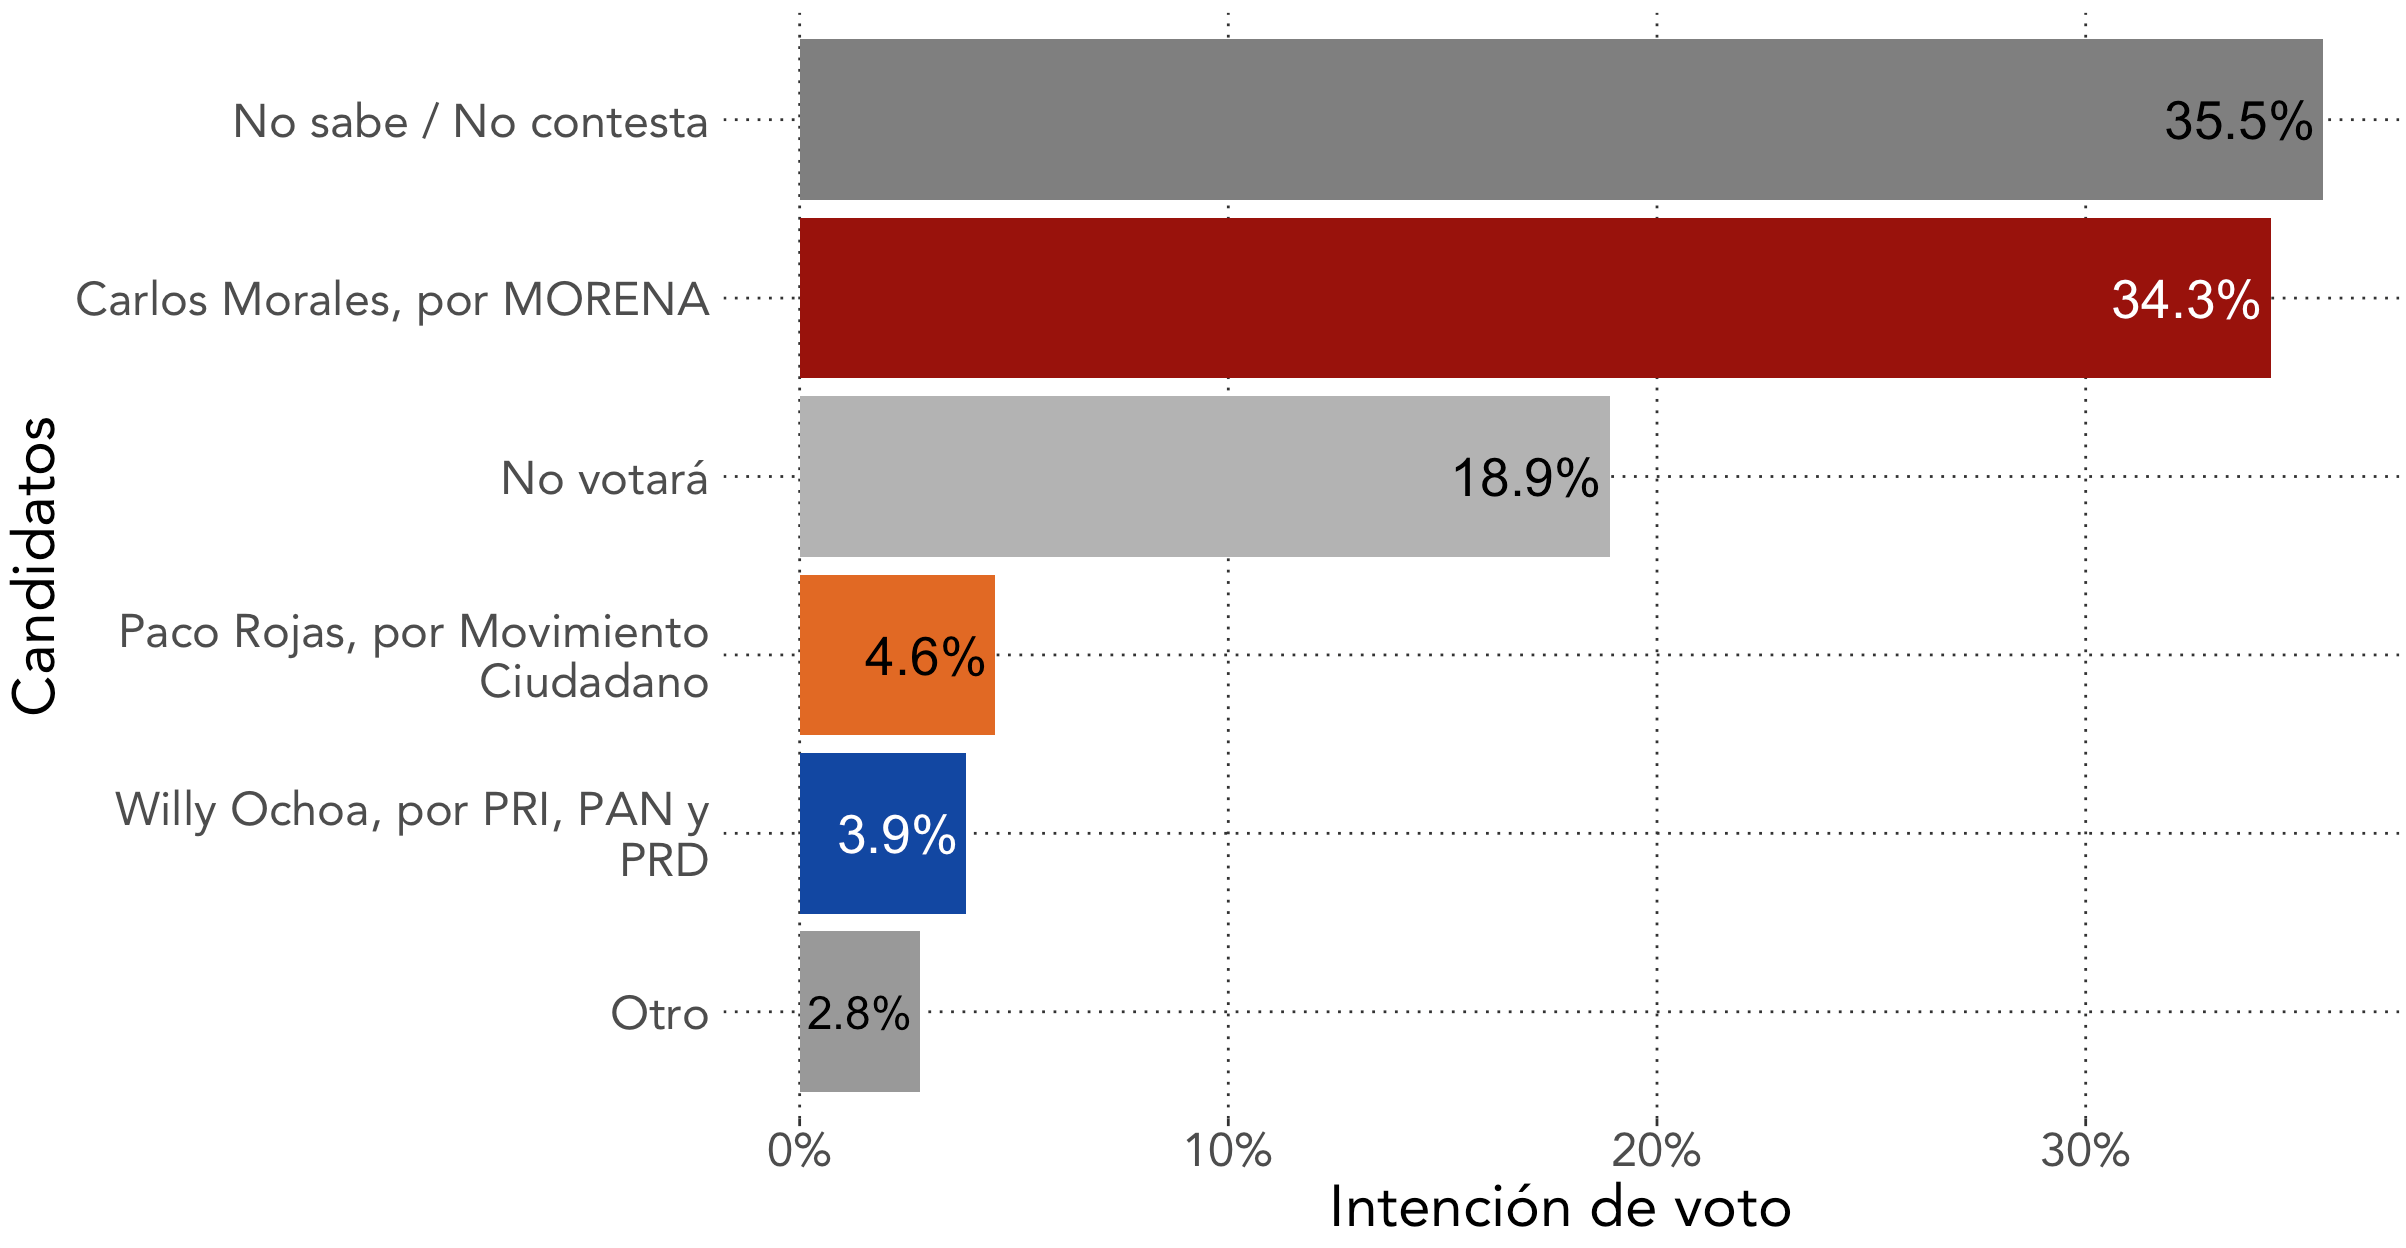 No sabe / No contesta
35.5%
Carlos Morales, por MORENA
34.3%
No votará
18.9%
Paco Rojas, por Movimiento
Ciudadano
4.6%
Willy Ochoa, por PRI, PAN y
PRD
3.9%
Otro
2.8%
Candidatos
0%
10%
20%
30%
Intención de voto